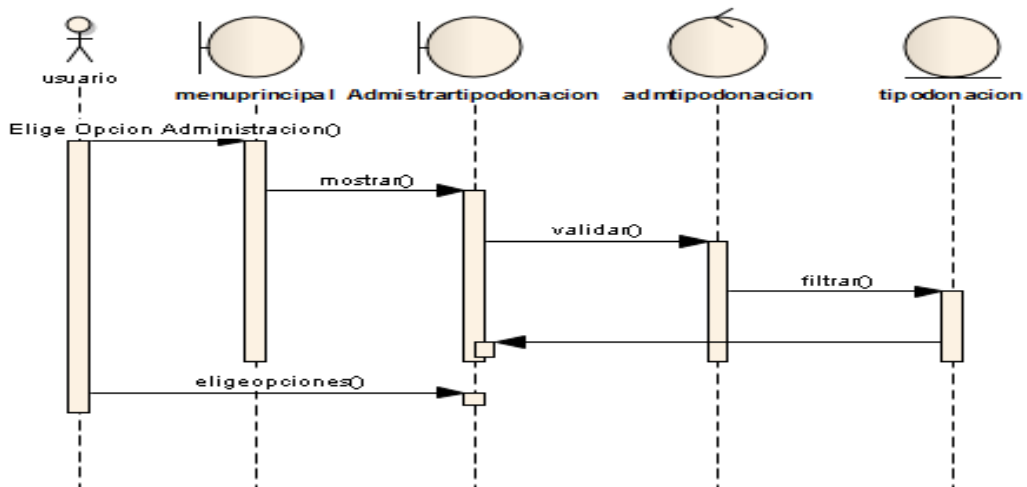 usuario
menuprincipal
Admistrartipodonacion
admtipodonacion
tipodonacion
Elige Opcion Administracion()
mostrar()
validar()
filtrar()
eligeopciones()